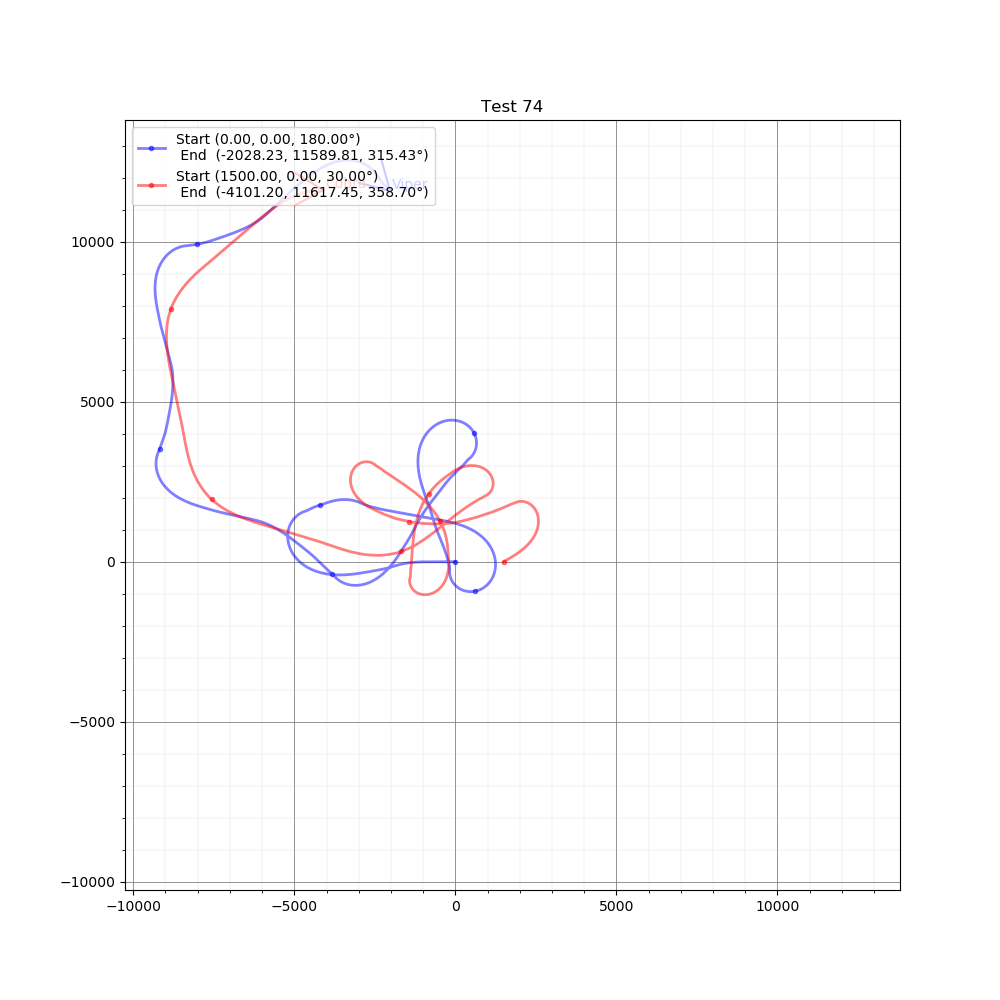 Test 74
Start (0.00, 0.00, 180.00°)
End (-2028.23, 11589.81, 315.43°)
Start (1500.00, 0.00, 30.00°)
End (-4101.20, 11617.45, 358.70°)
Viper
10000
5000
0
−5000
−10000
−10000
−5000
0
5000
10000